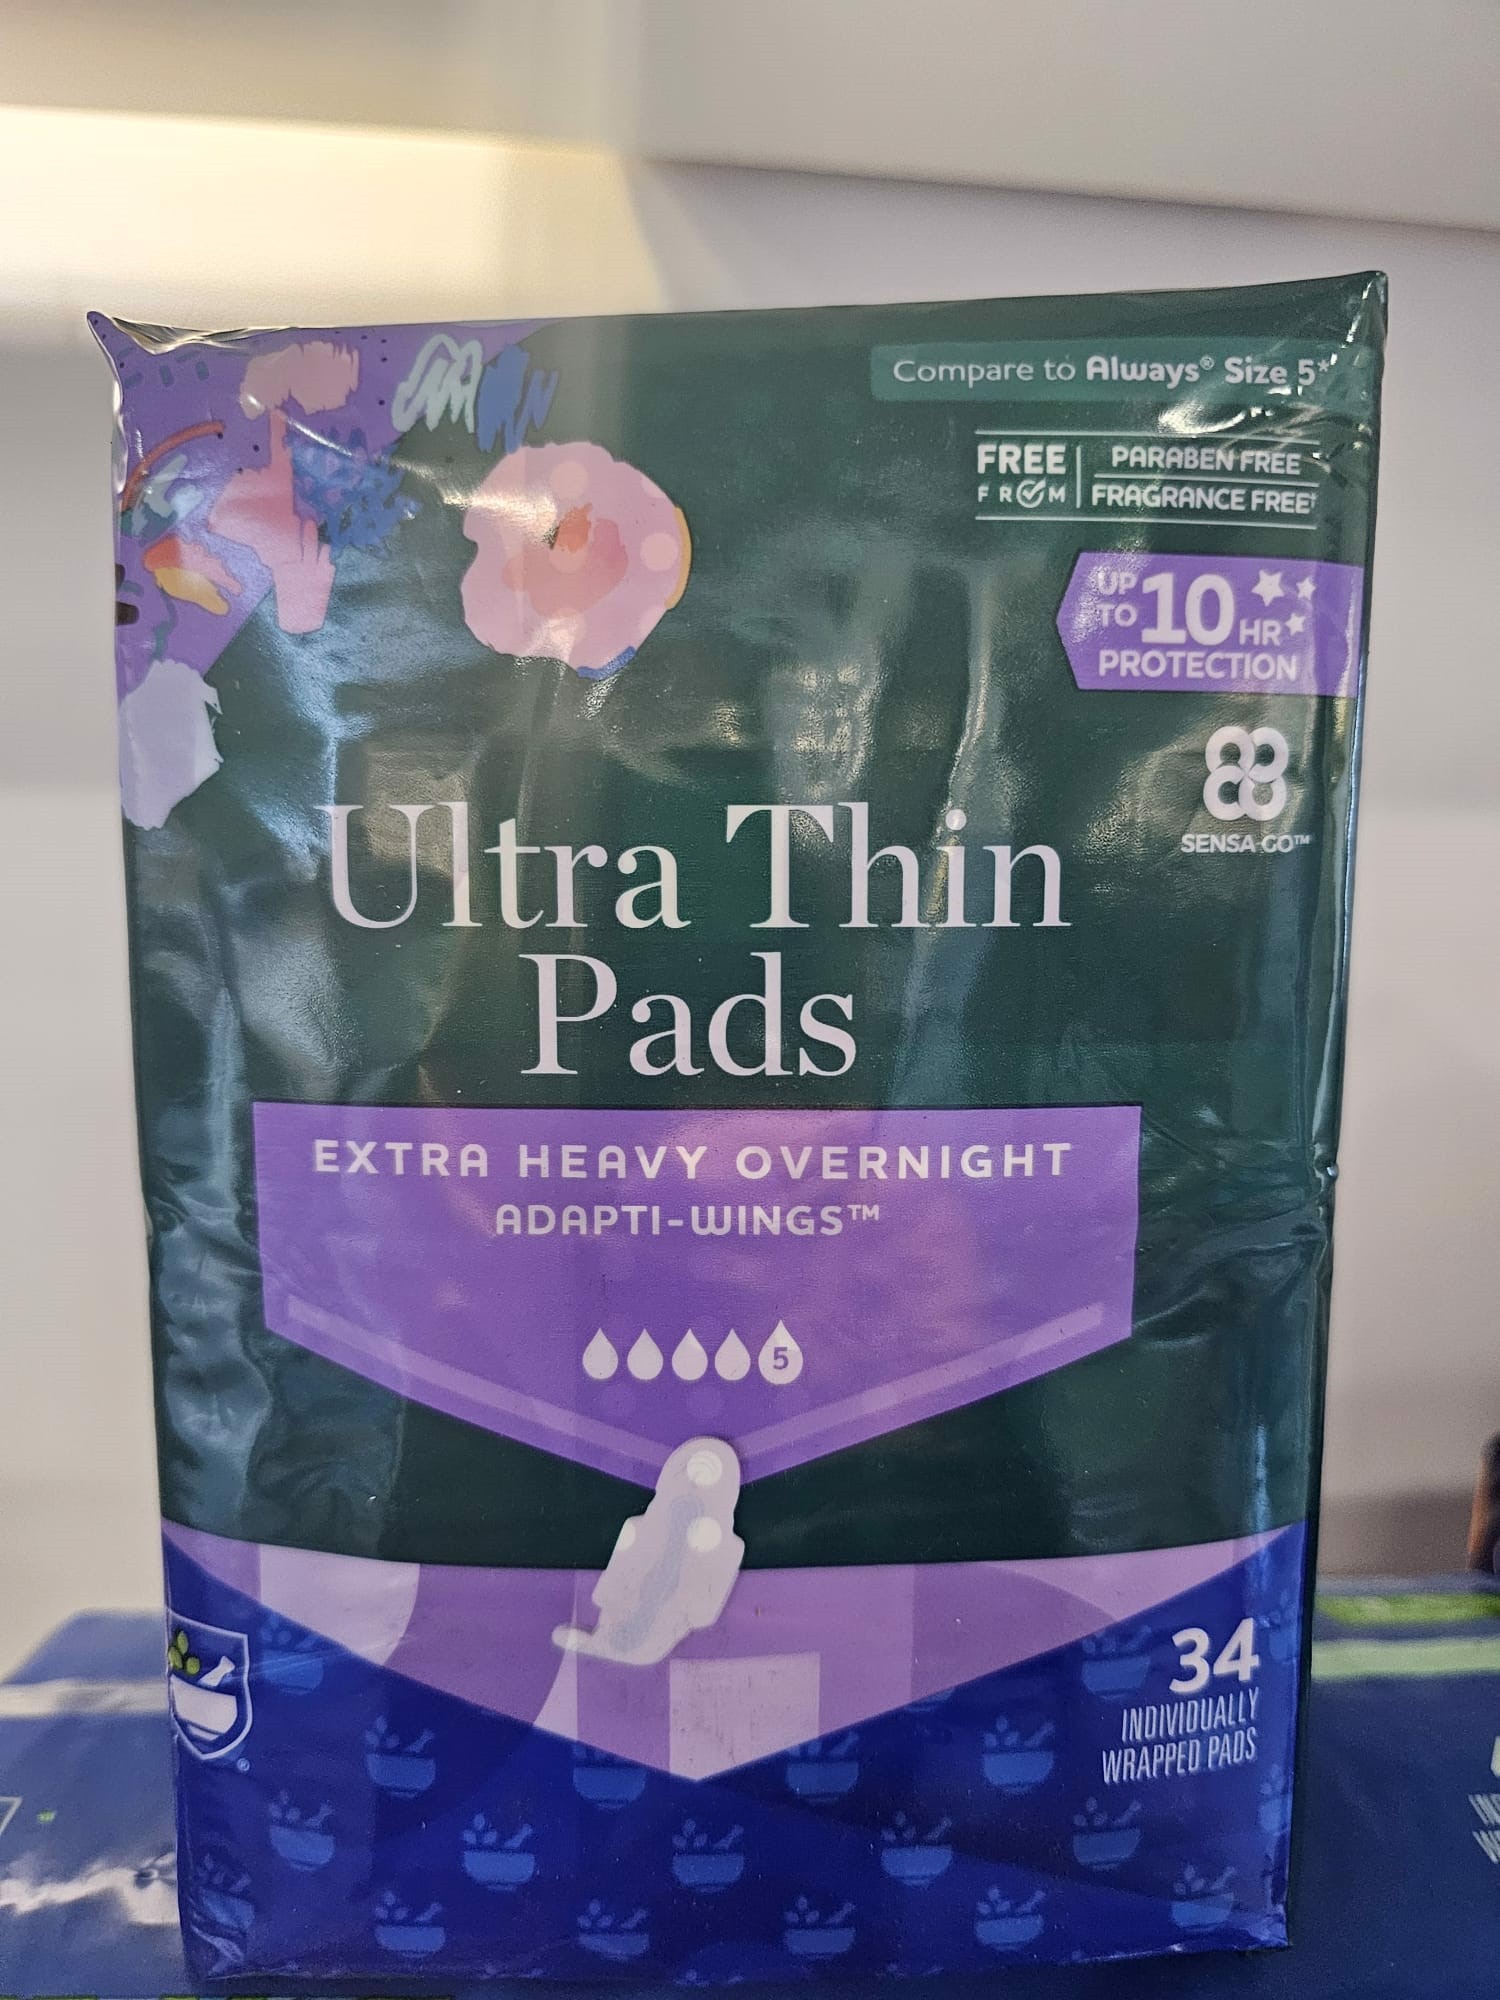 Compare to Always® Size 5*
FREE FROM
PARABEN FREE
FRAGRANCE FREE†
UP TO 10 HR
PROTECTION
SENSA GO™
Ultra Thin
Pads
EXTRA HEAVY OVERNIGHT
ADAPTI-WINGS™
5
34
INDIVIDUALLY
WRAPPED PADS
®